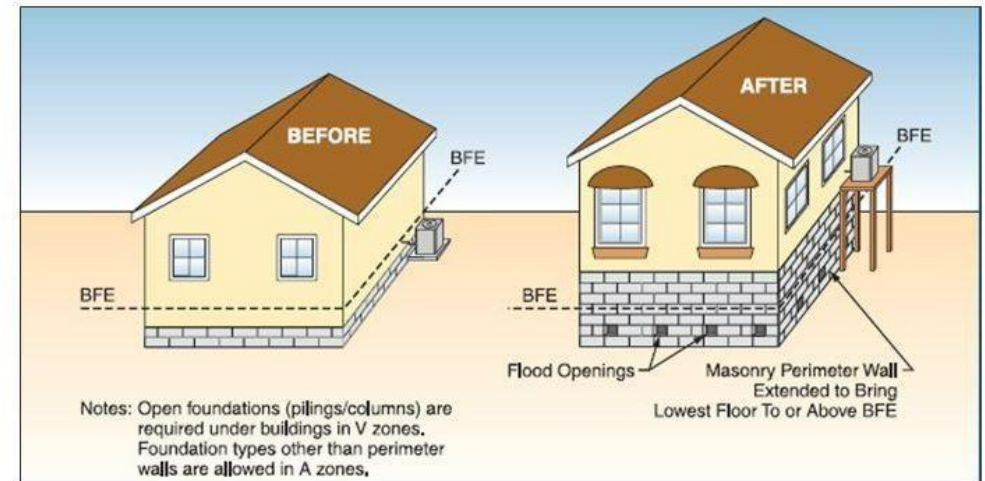 BEFORE
BFE
BFE
AFTER
BFE
BFE
Flood Openings
Masonry Perimeter Wall
Extended to Bring
Lowest Floor To or Above BFE
Notes: Open foundations (pilings/columns) are
required under buildings in V zones.
Foundation types other than perimeter
walls are allowed in A zones.